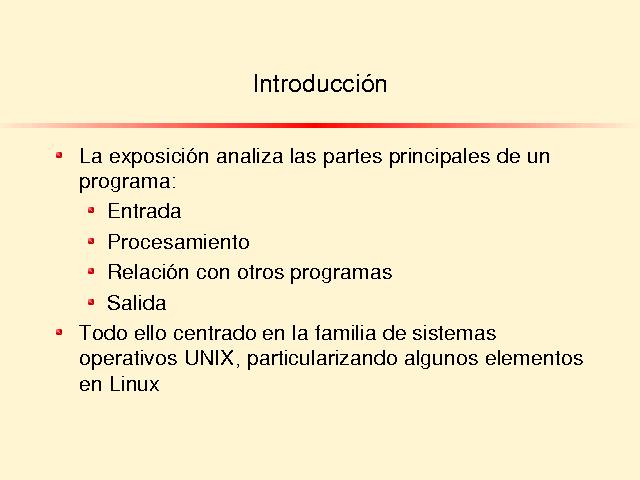 Introducción
La exposición analiza las partes principales de un
programa:
Entrada
Procesamiento
Relación con otros programas
Salida
Todo ello centrado en la familia de sistemas
operativos UNIX, particularizando algunos elementos
en Linux